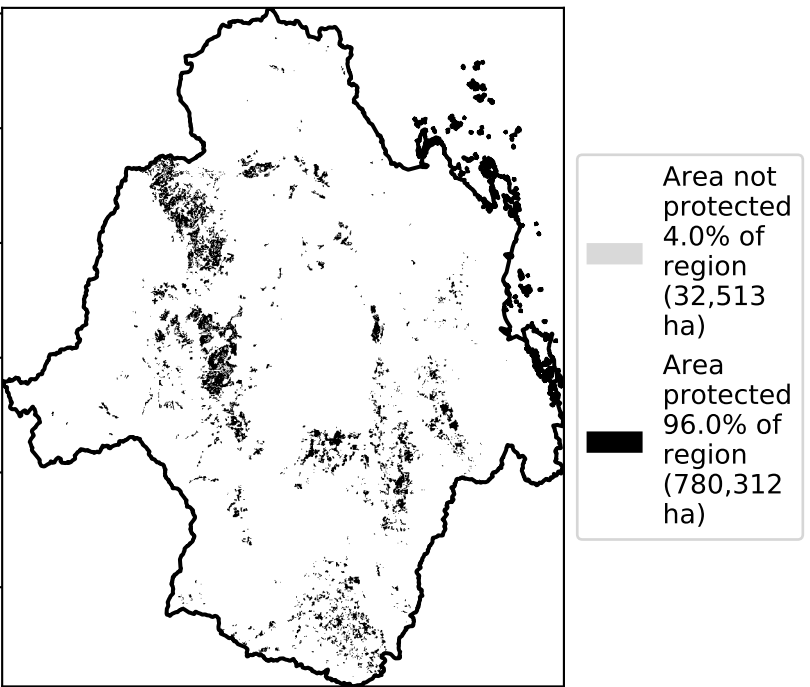 Area not
protected
4.0% of
region
(32,513
ha)
Area
protected
96.0% of
region
(780,312
ha)